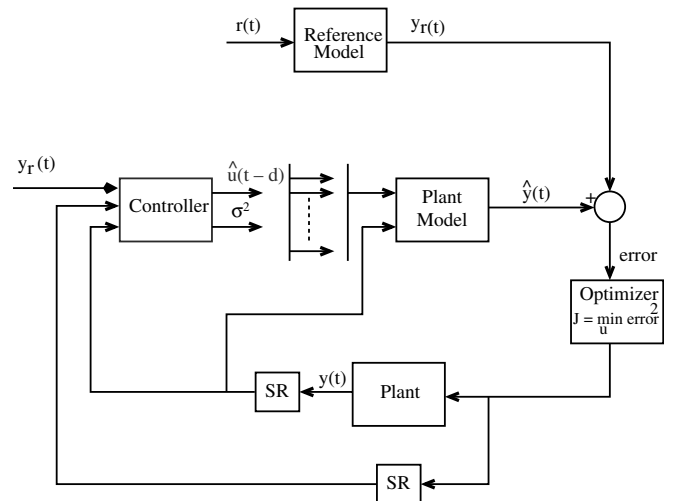 r(t)
Reference
Model
y_r(t)
y_r(t)
Controller
û(t – d)
σ²
Plant
Model
ŷ(t)
+
error
Optimizer
J = min error²
u
SR
y(t)
Plant
SR